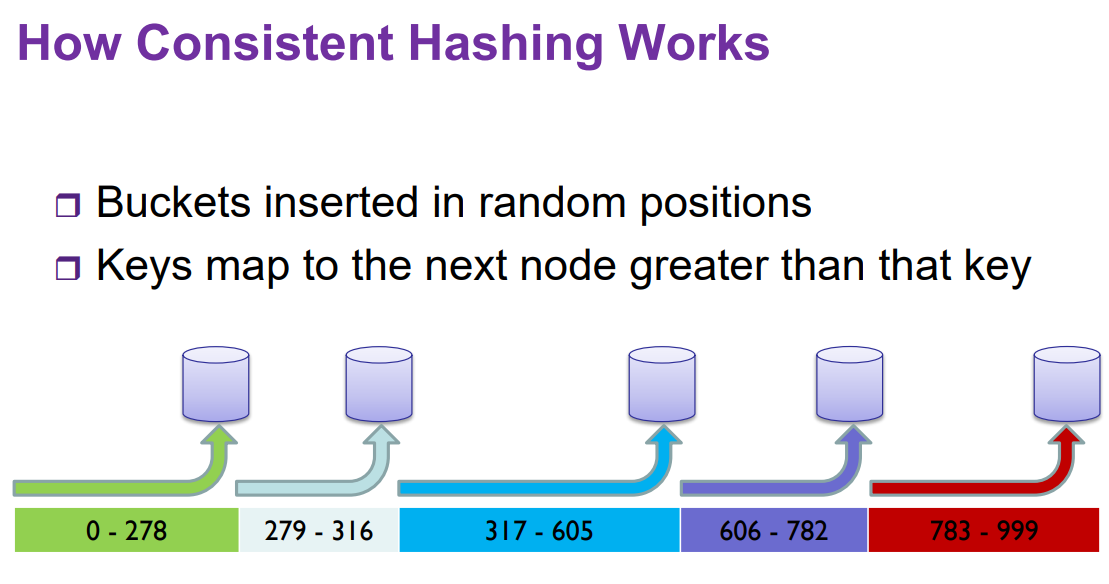 How Consistent Hashing Works
Buckets inserted in random positions
Keys map to the next node greater than that key
0 - 278
279 - 316
317 - 605
606 - 782
783 - 999